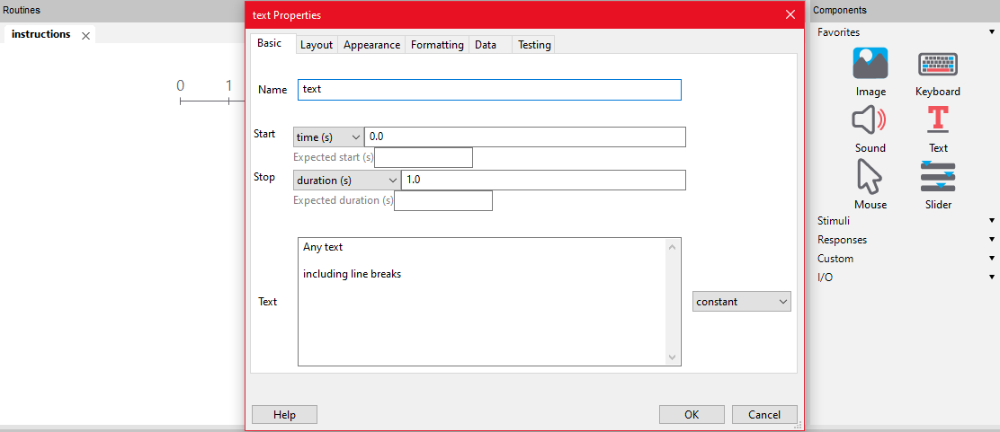 Routines
instructions
0 1
text Properties
Basic Layout Appearance Formatting Data Testing
Name text
Start time (s) 0.0
Expected start (s)
Stop duration (s) 1.0
Expected duration (s)
Any text
including line breaks
Text
constant
Help OK Cancel
Components
Favorites
Image Keyboard
Sound Text
Mouse Slider
Stimuli
Responses
Custom
I/O